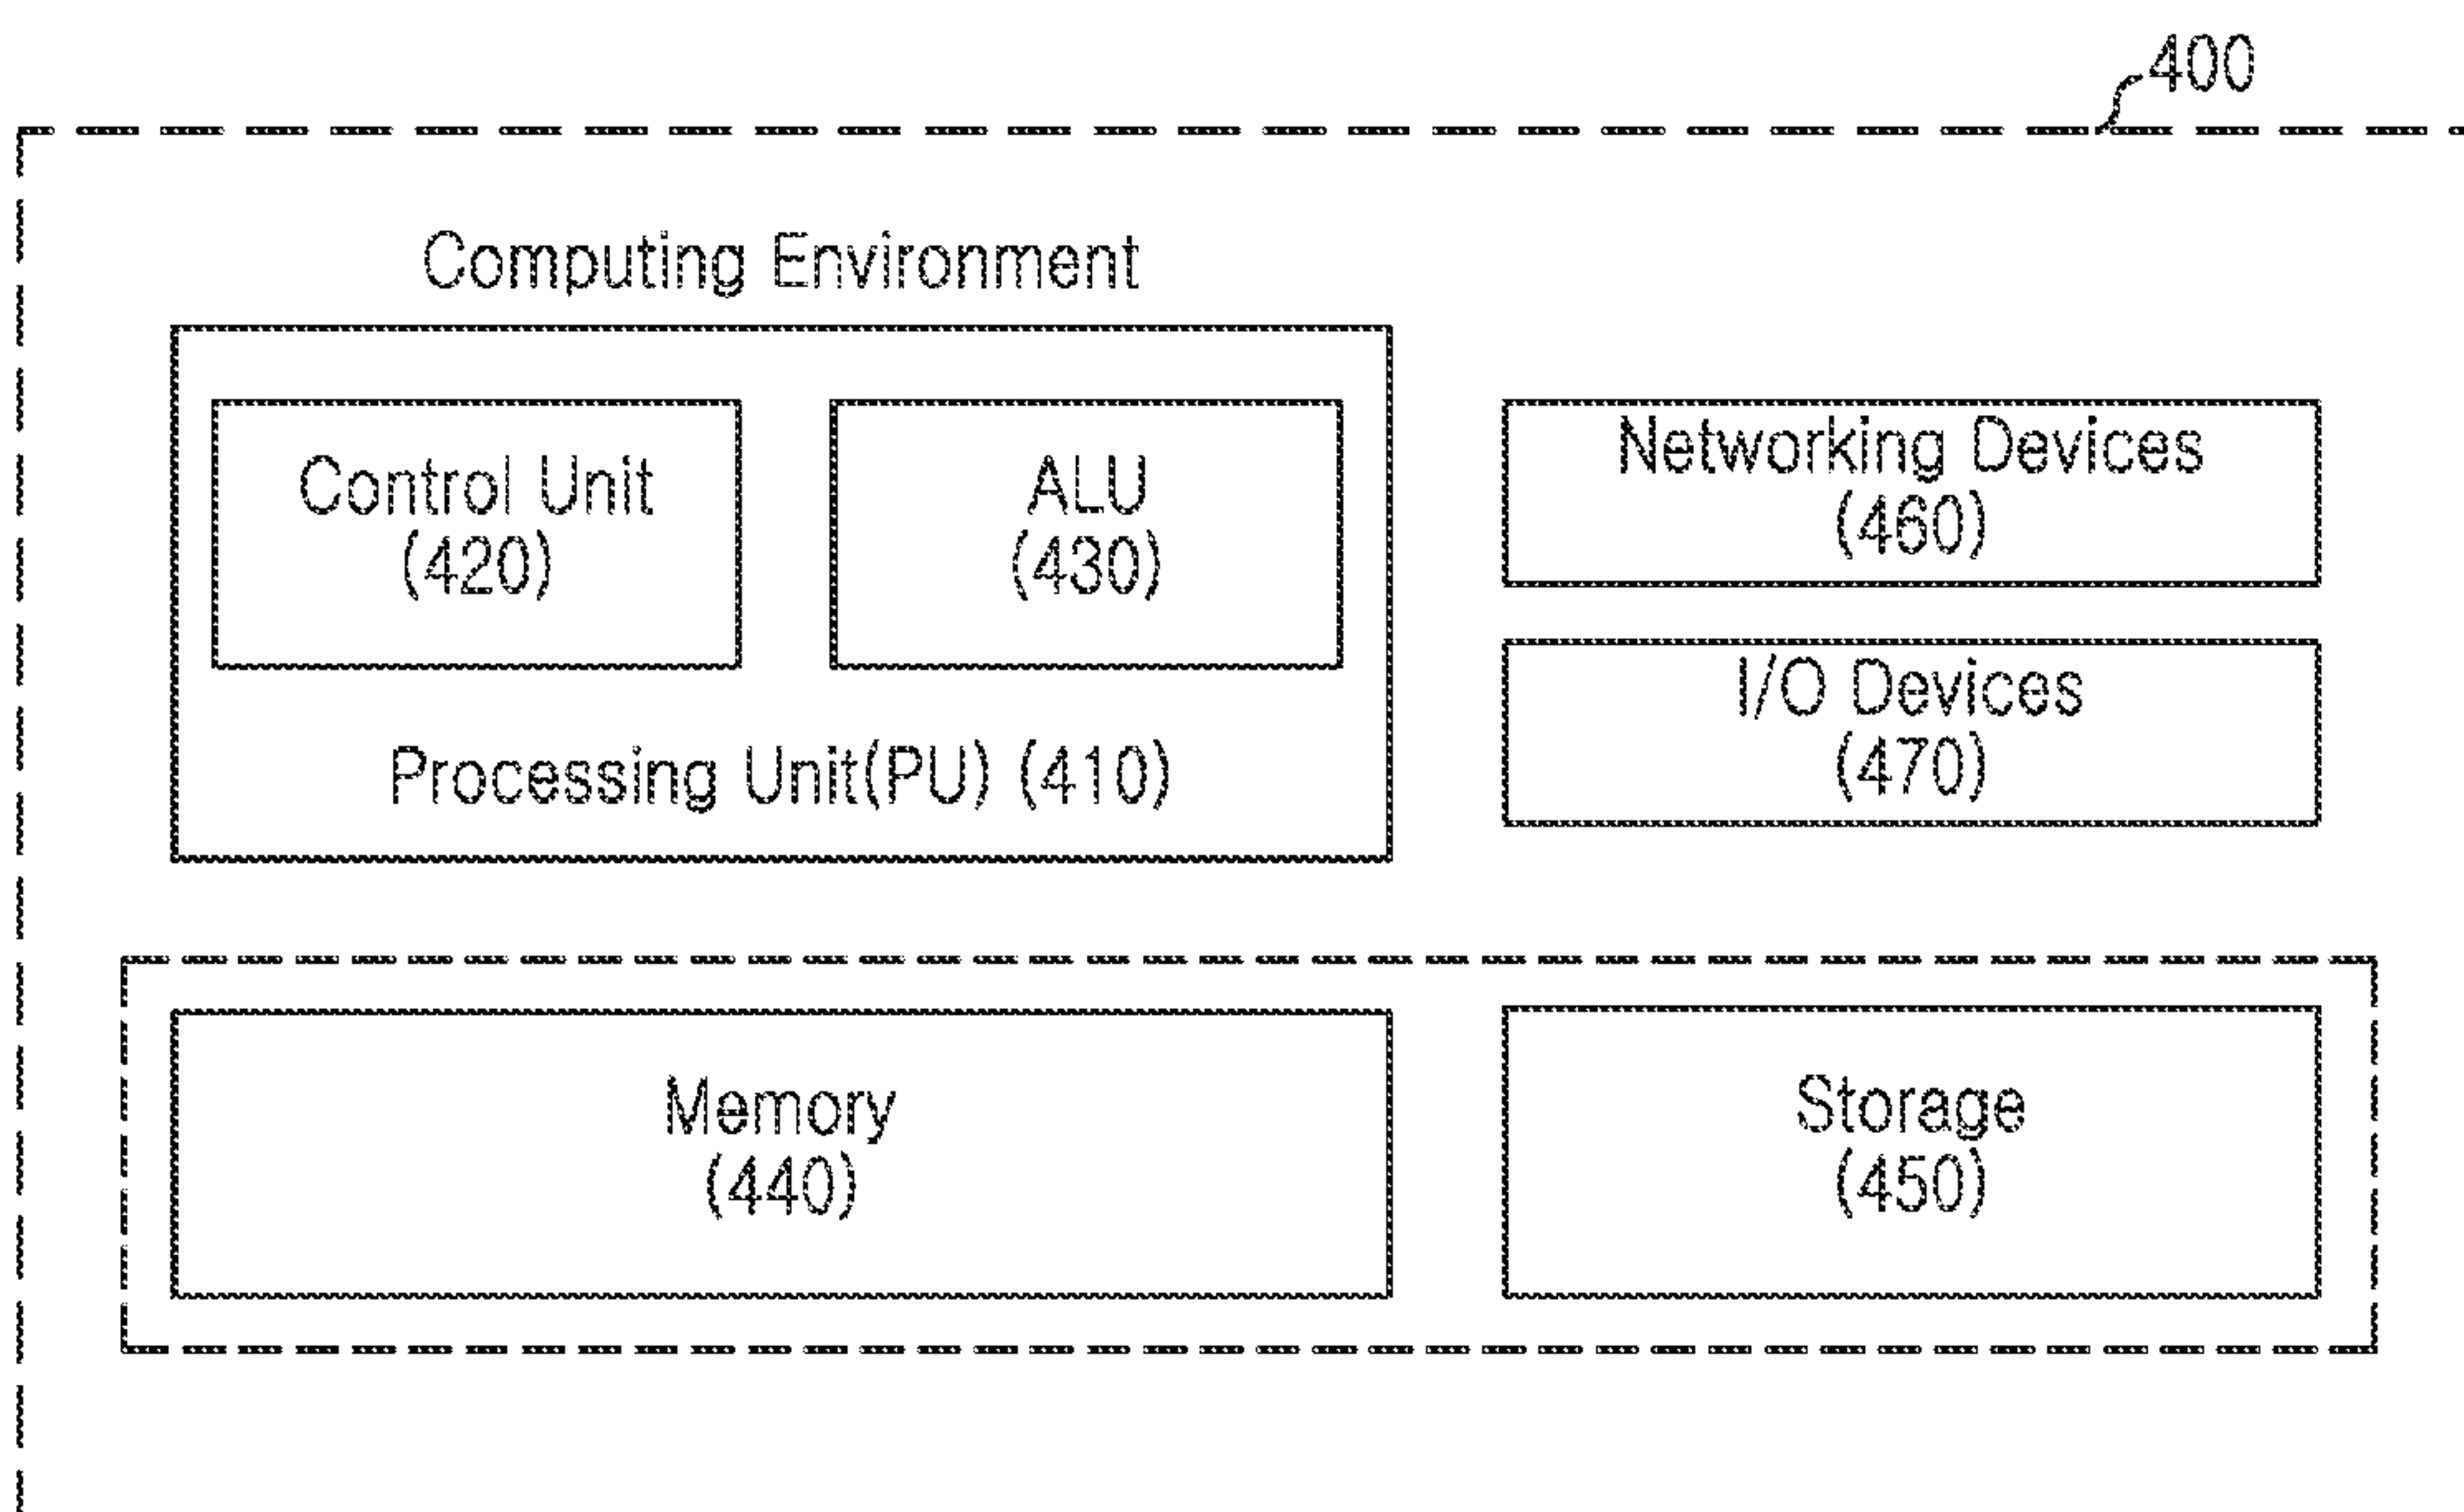 400
Computing Environment
Control Unit
(420)
ALU
(430)
Processing Unit(PU) (410)
Networking Devices
(460)
I/O Devices
(470)
Memory
(440)
Storage
(450)